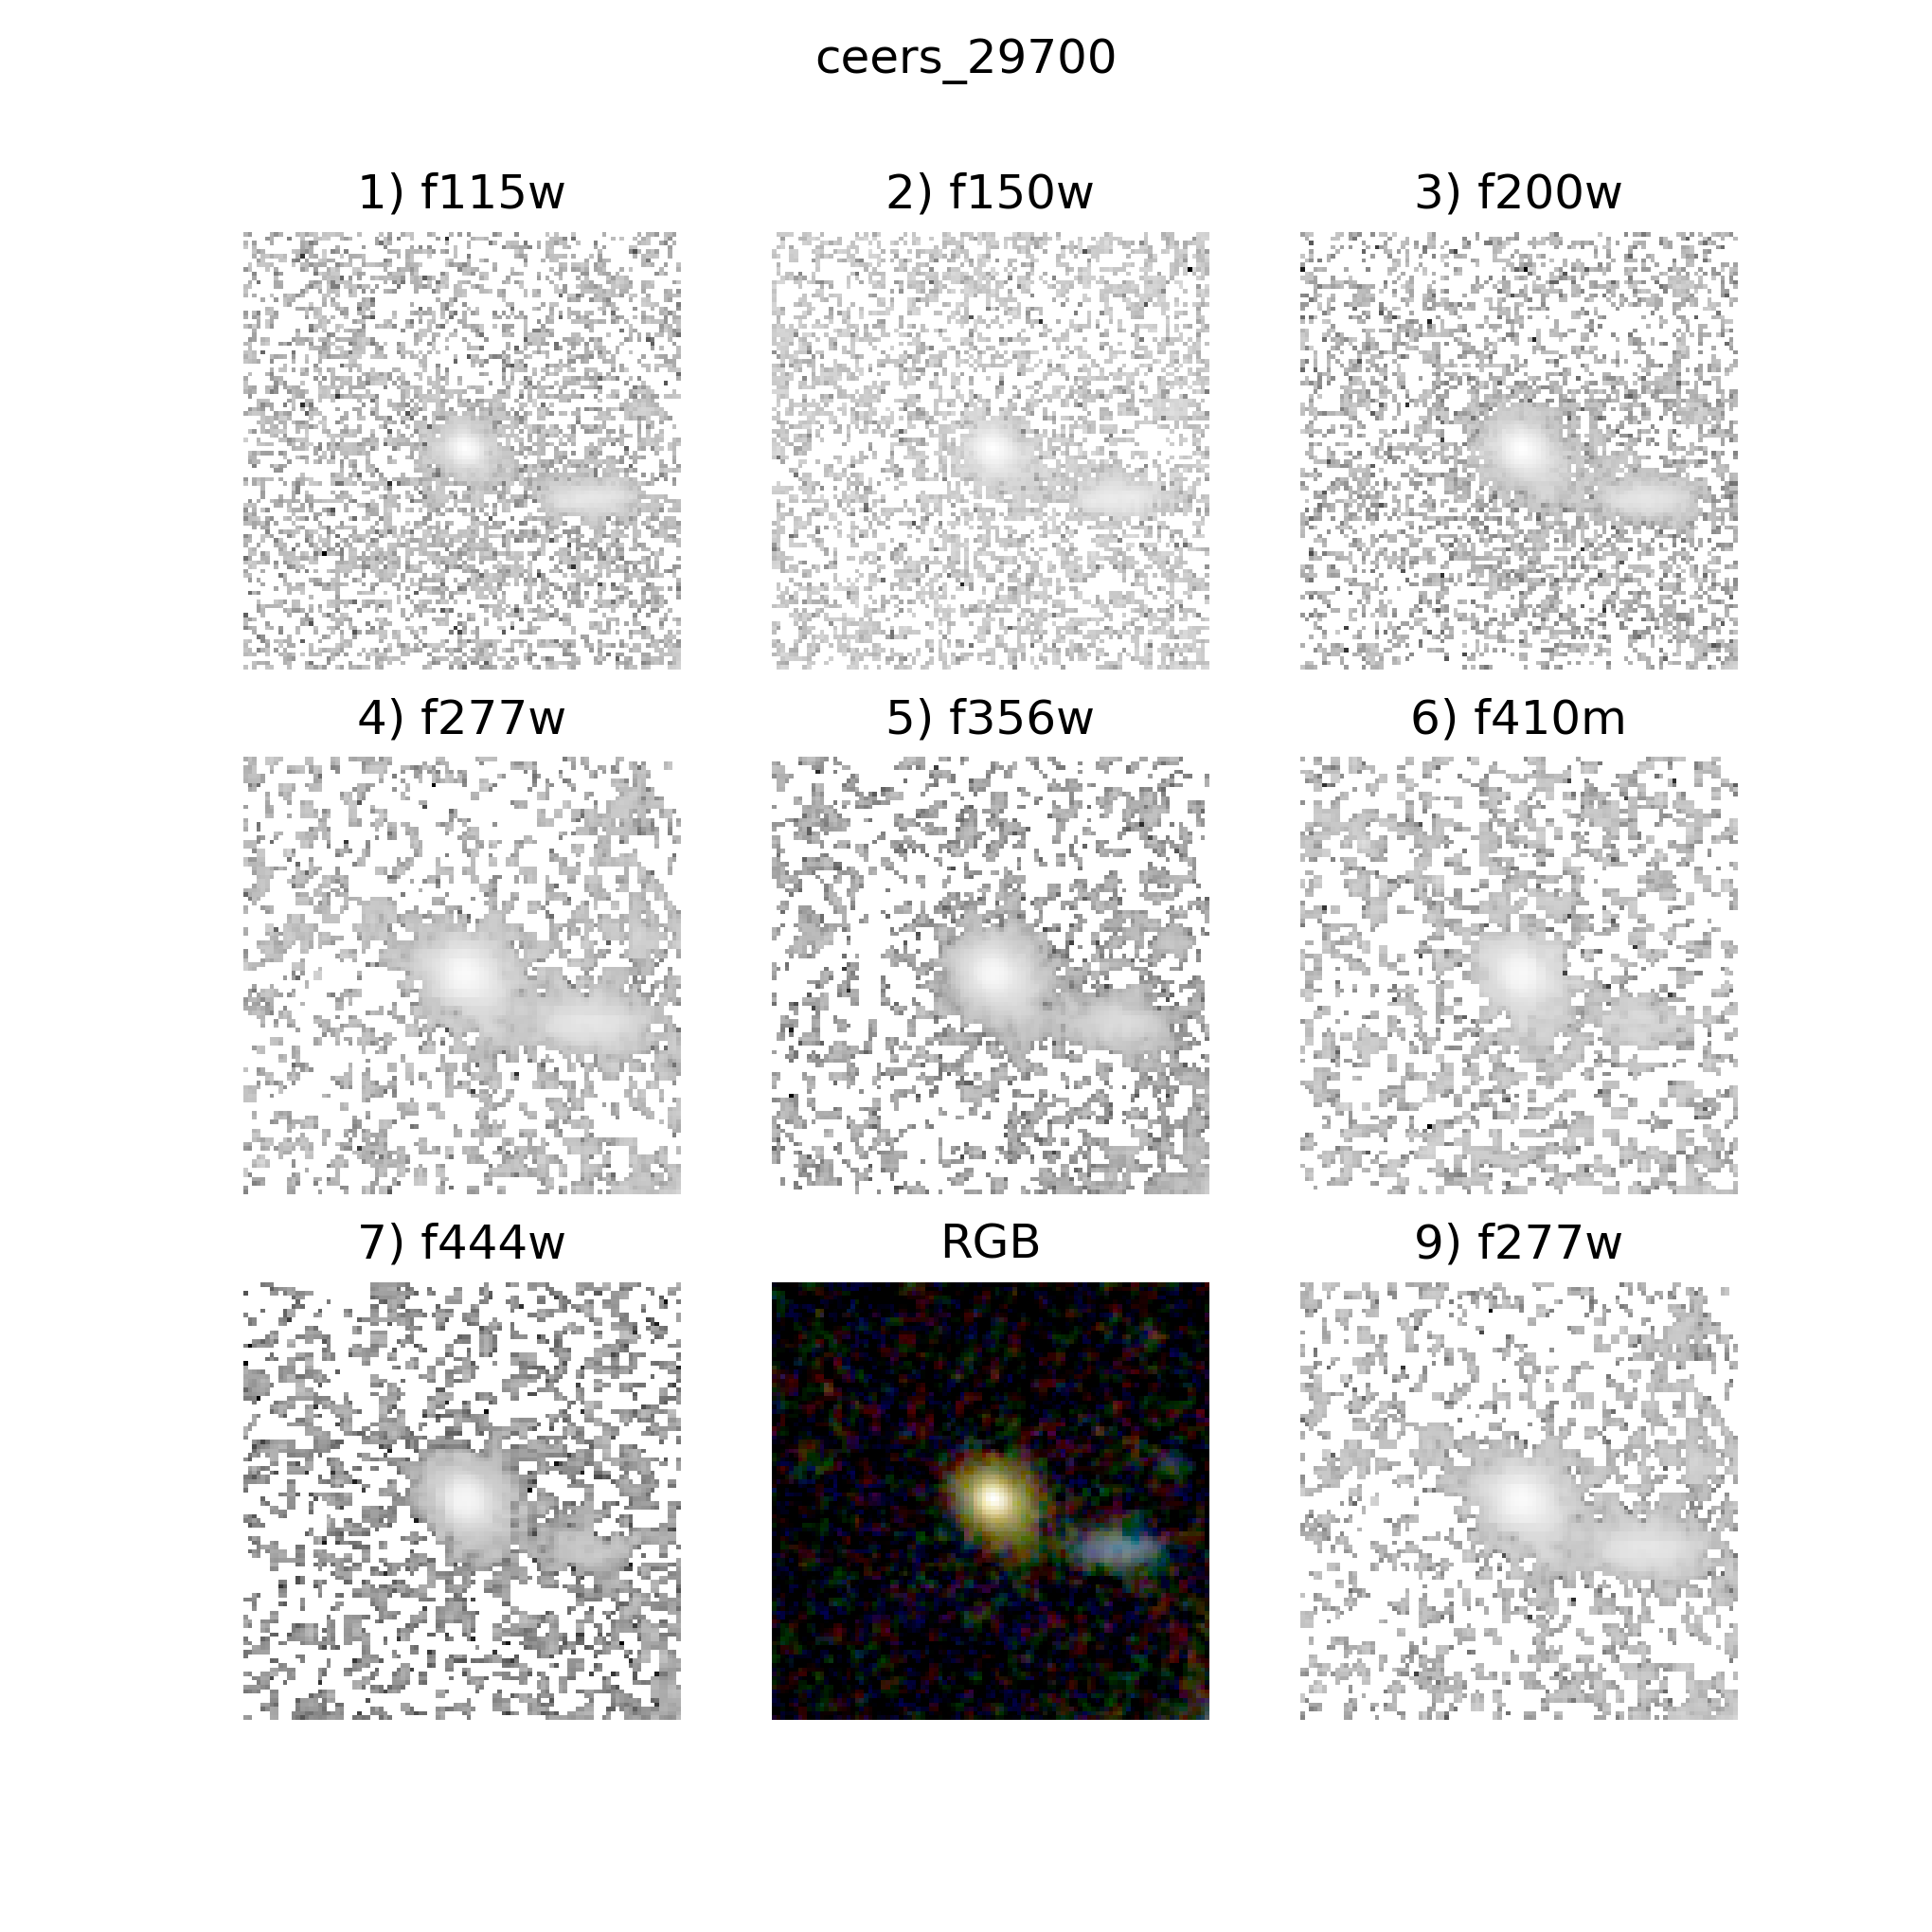 ceers_29700
1) f115w
2) f150w
3) f200w
4) f277w
5) f356w
6) f410m
7) f444w
RGB
9) f277w